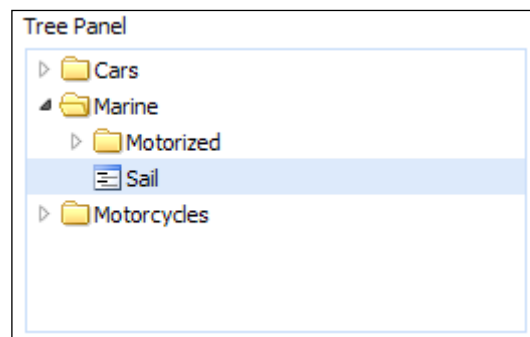 Tree Panel
Cars
Marine
Motorized
Sail
Motorcycles